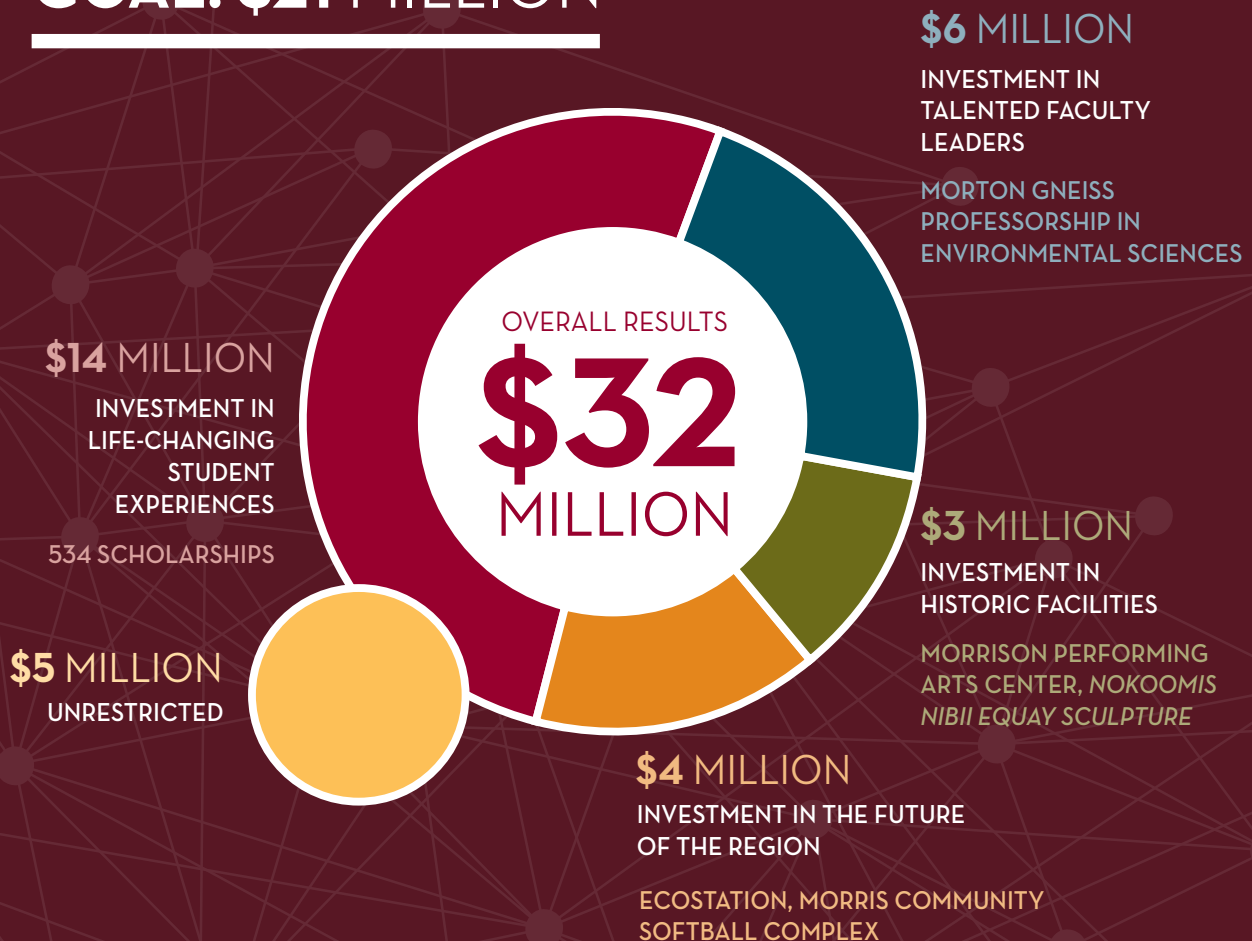 GOAL: $21 MILLION
$6 MILLION
INVESTMENT IN
TALENTED FACULTY
LEADERS
MORTON GNEISS
PROFESSORSHIP IN
ENVIRONMENTAL SCIENCES
OVERALL RESULTS
$32
MILLION
$14 MILLION
INVESTMENT IN
LIFE-CHANGING
STUDENT
EXPERIENCES
534 SCHOLARSHIPS
$3 MILLION
INVESTMENT IN
HISTORIC FACILITIES
MORRISON PERFORMING
ARTS CENTER, NOKOOMIS
NIBII EQUAY SCULPTURE
$5 MILLION
UNRESTRICTED
$4 MILLION
INVESTMENT IN THE FUTURE
OF THE REGION
ECOSTATION, MORRIS COMMUNITY
SOFTBALL COMPLEX